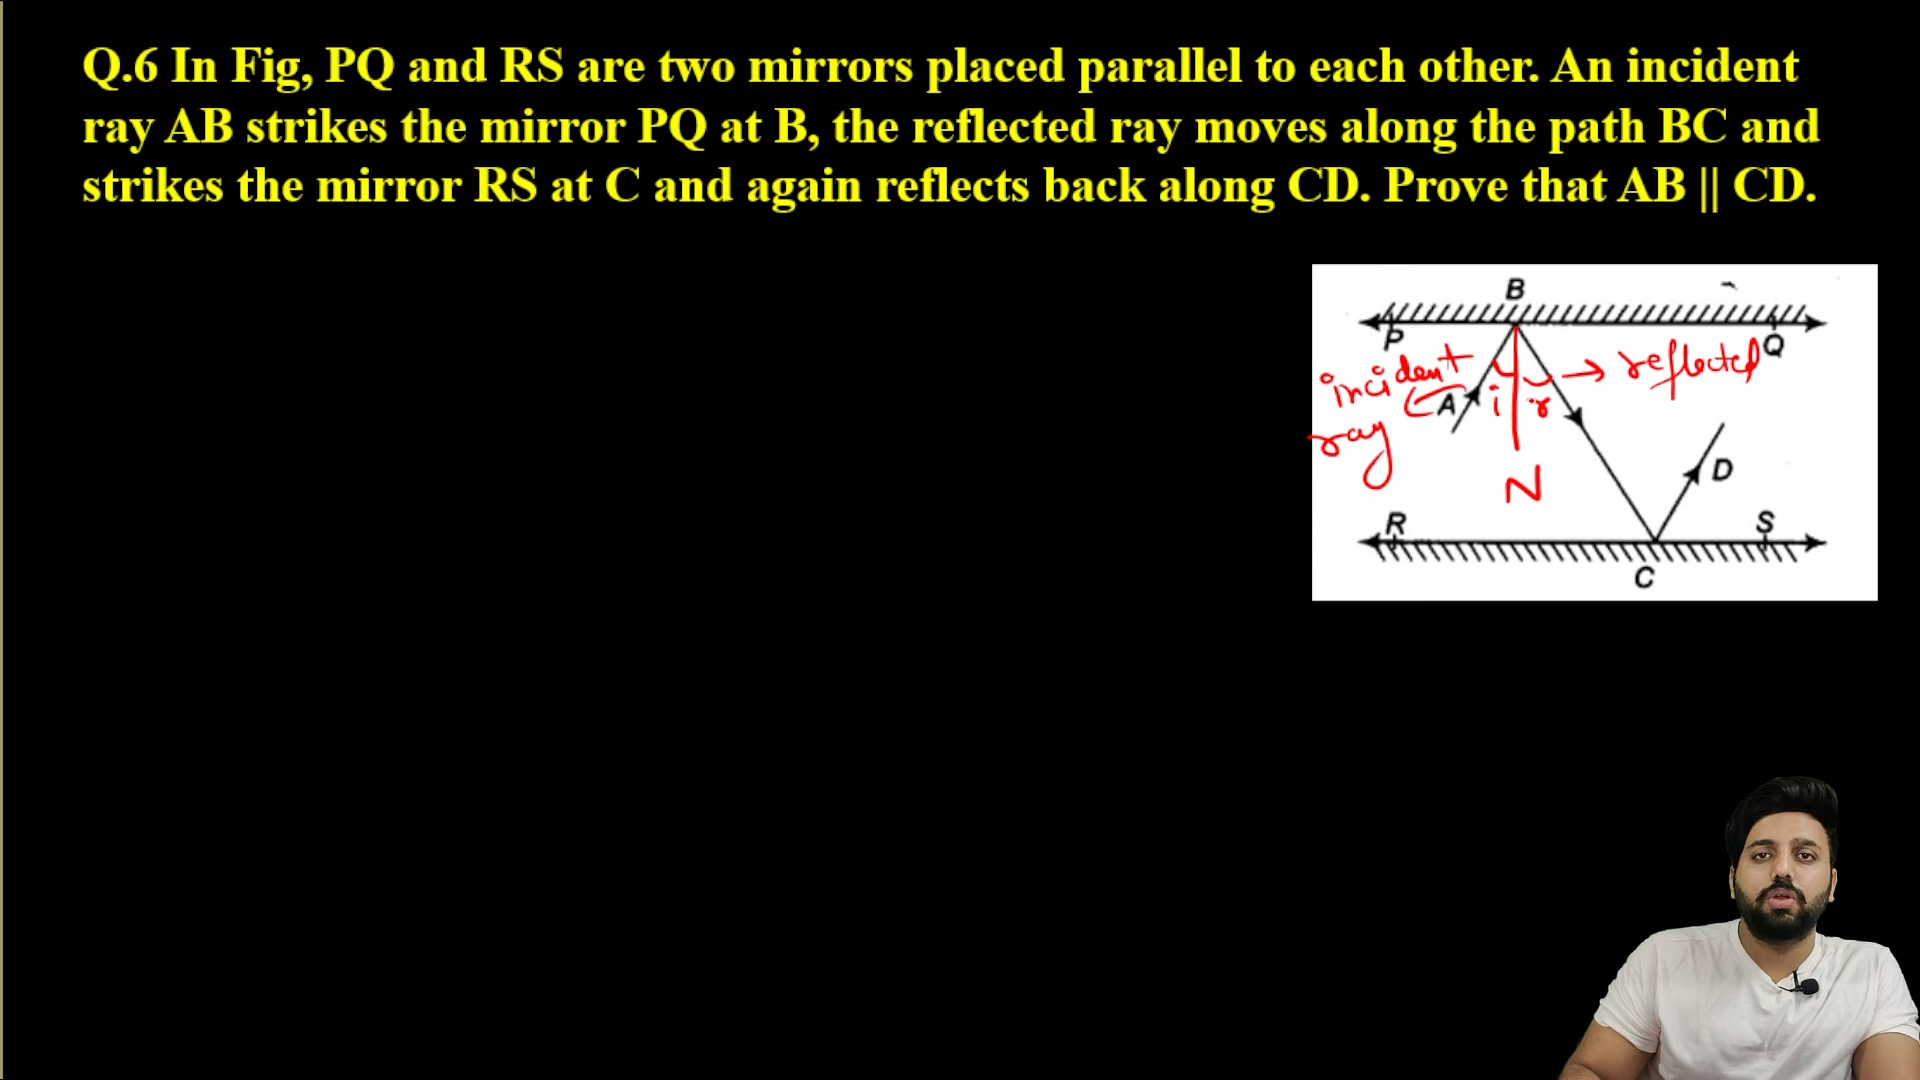 Q.6 In Fig, PQ and RS are two mirrors placed parallel to each other. An incident
ray AB strikes the mirror PQ at B, the reflected ray moves along the path BC and
strikes the mirror RS at C and again reflects back along CD. Prove that AB || CD.
B
P
Q
incident
ray
A
i
r
reflected
N
D
R
S
C